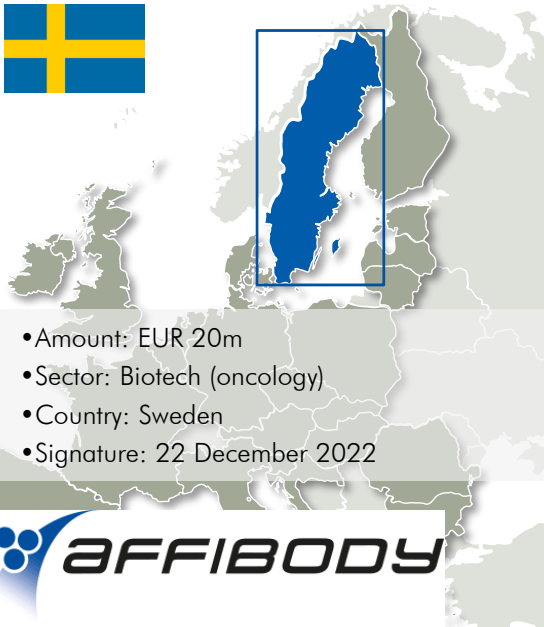 •Amount: EUR 20m
•Sector: Biotech (oncology)
•Country: Sweden
•Signature: 22 December 2022
AFFIBODY